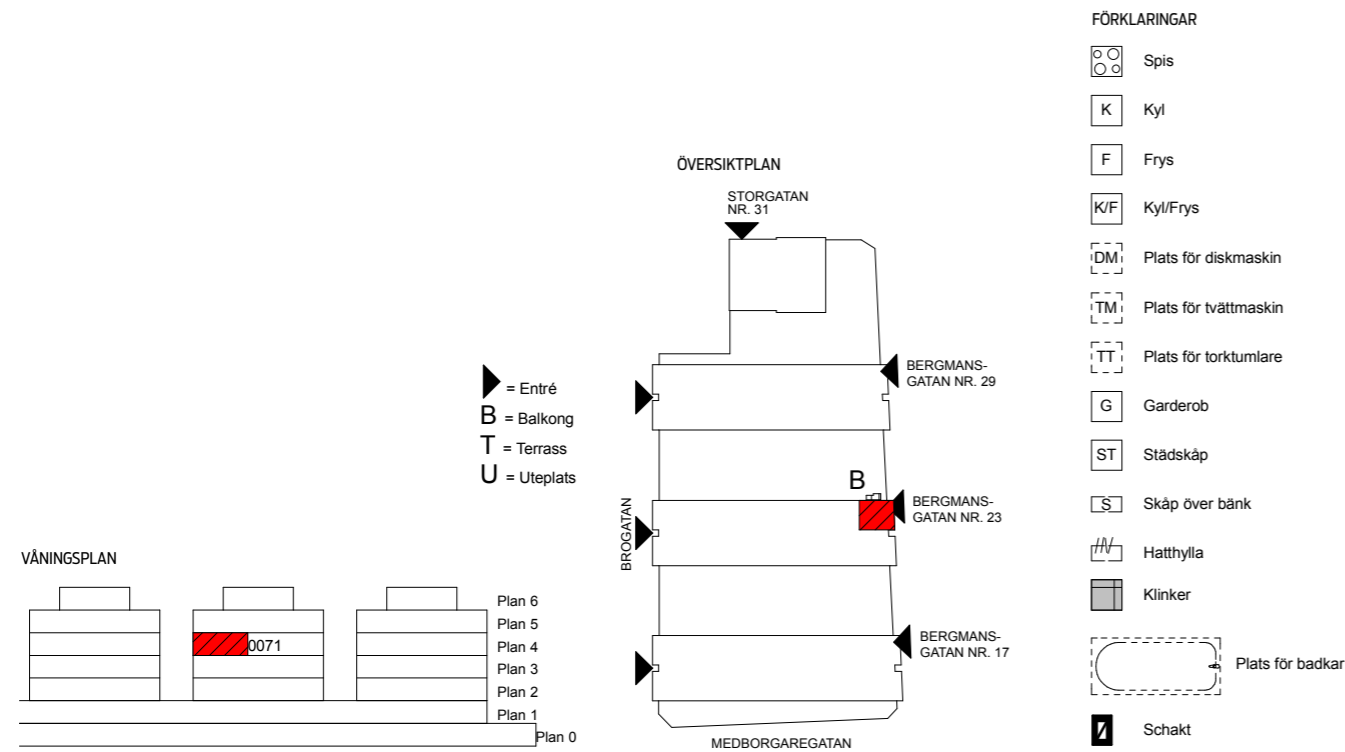 FÖRKLARINGAR
Spis
K Kyl
F Frys
K/F Kyl/Frys
DM Plats för diskmaskin
TM Plats för tvättmaskin
TT Plats för torktumlare
G Garderob
ST Städskåp
S Skåp över bänk
Hatthylla
Klinker
Plats för badkar
Schakt
ÖVERSIKTPLAN
STORGATAN
NR. 31
= Entré
B = Balkong
T = Terrass
U = Uteplats
BERGMANS-
GATAN NR. 29
B
BERGMANS-
GATAN NR. 23
BROGATAN
BERGMANS-
GATAN NR. 17
MEDBORGAREGATAN
VÅNINGSPLAN
Plan 6
Plan 5
0071 Plan 4
Plan 3
Plan 2
Plan 1
Plan 0